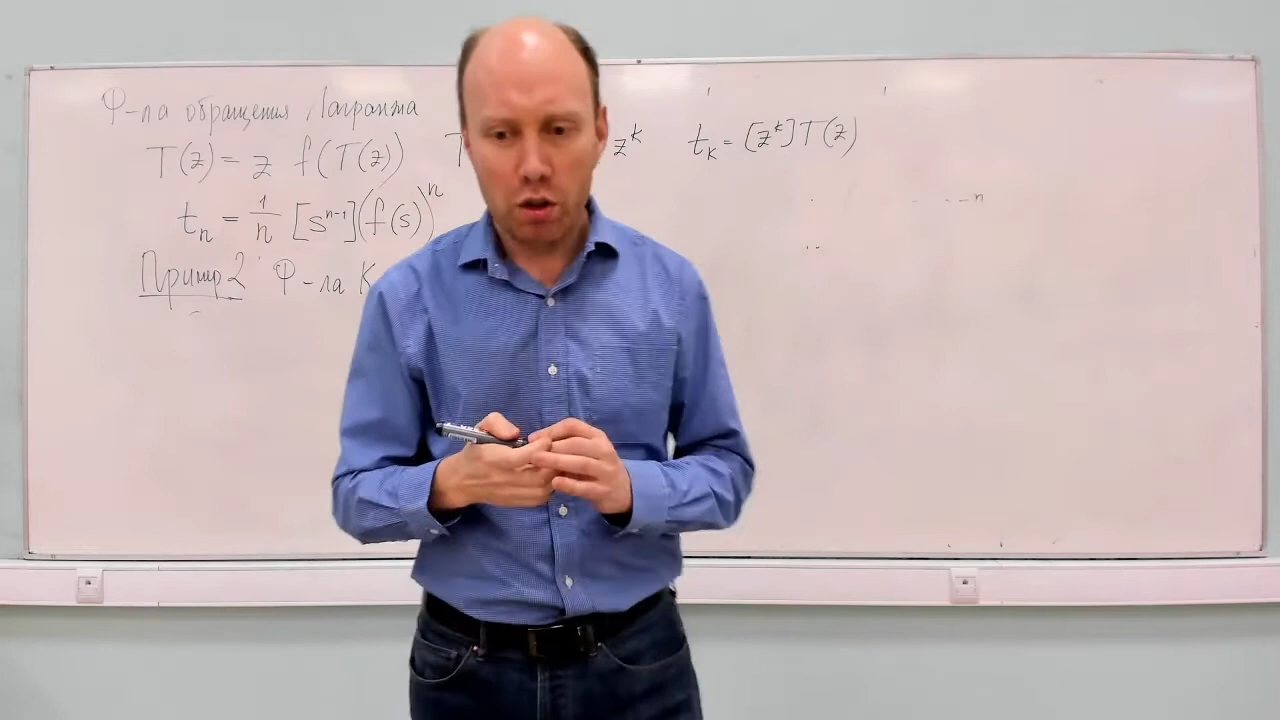 Ф-ла обращения Лагранжа
T(z) = z f(T(z)) T z^k t_k = [z^k] T(z)
t_n = 1/n [s^{n-1}](f(s))^n
Пример 2 Ф-ла К